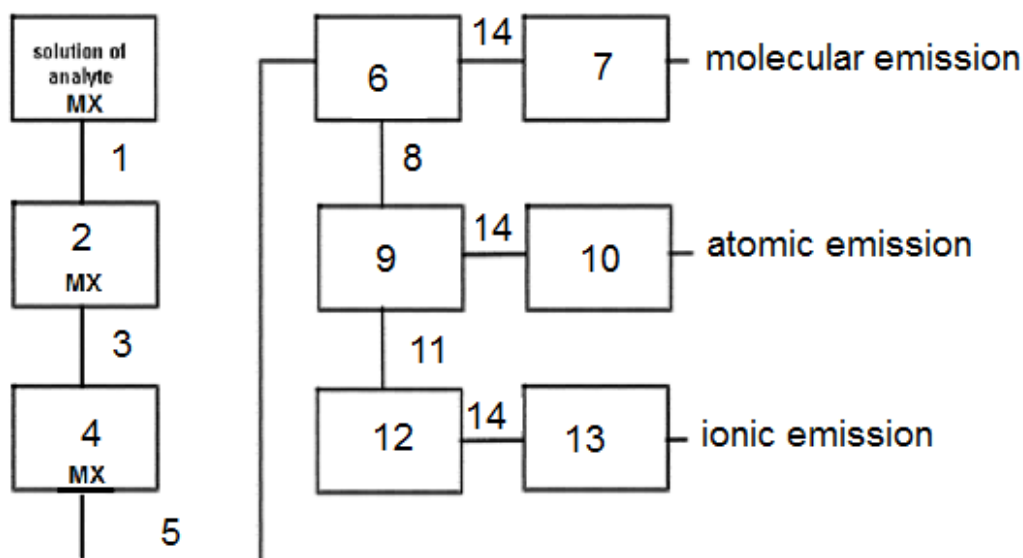 solution of
analyte
MX
1
2
MX
3
4
MX
5
6
14
7
molecular emission
8
9
14
10
atomic emission
11
12
14
13
ionic emission